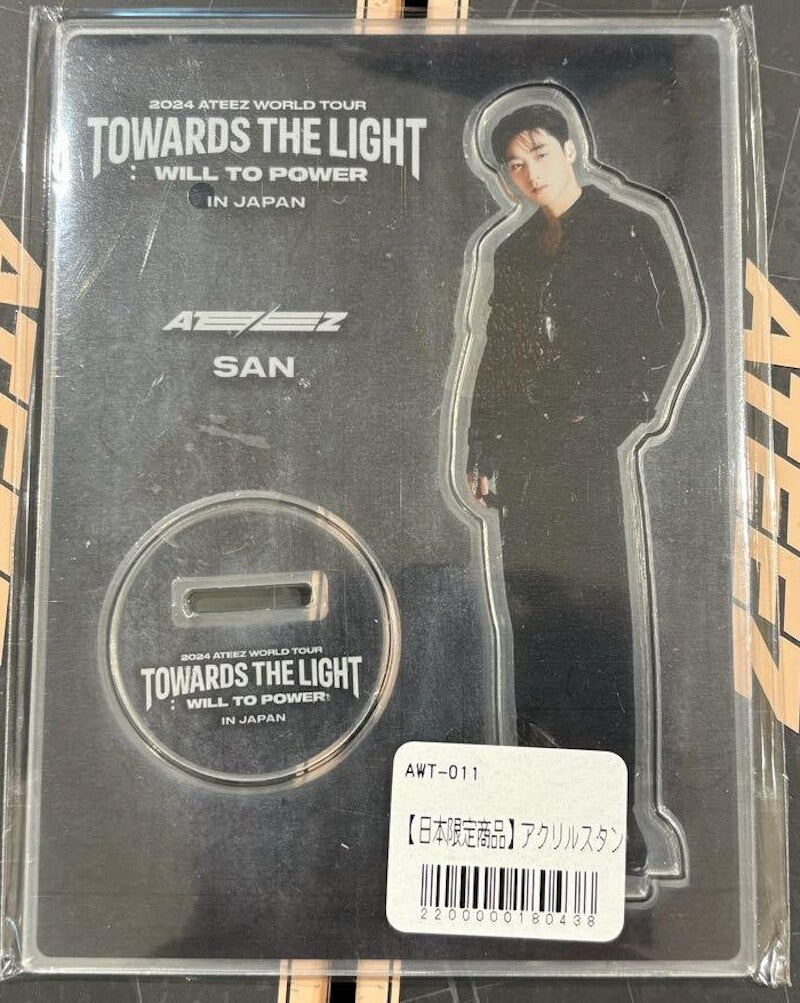 2024 ATEEZ WORLD TOUR
TOWARDS THE LIGHT
: WILL TO POWER
IN JAPAN
ATEEZ
SAN
2024 ATEEZ WORLD TOUR
TOWARDS THE LIGHT
: WILL TO POWER
IN JAPAN
AWT-011
【日本限定商品】アクリルスタン
2200000180438
ATEEZ
ATEEZ